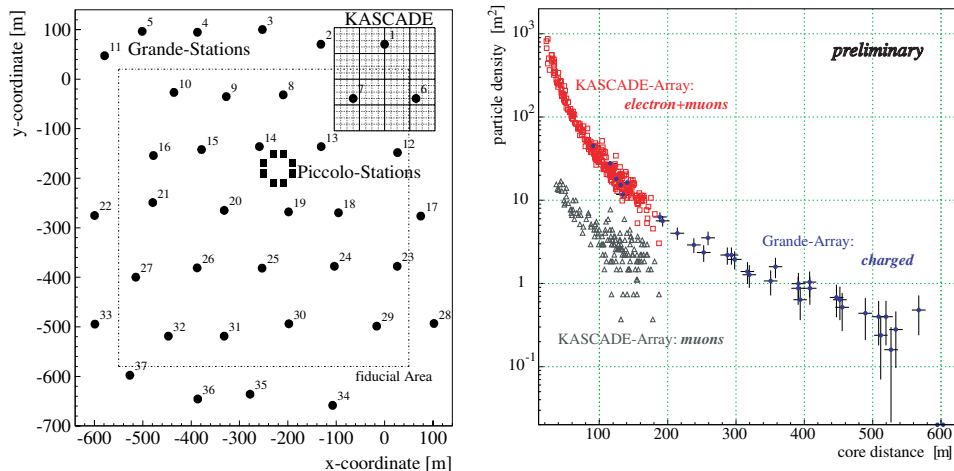 y-coordinate [m]
100
0
-100
-200
-300
-400
-500
-600
-700
-600 -500 -400 -300 -200 -100 0 100
x-coordinate [m]
KASCADE
Grande-Stations
Piccolo-Stations
fiducial Area
5 4 3 2 1
11
10 9 8 7 6
16 15 14 13 12
22 21 20 19 18 17
27 26 25 24 23
33 32 31 30 29 28
37 36 35 34
particle density [m²]
10³
10²
10
1
10⁻¹
100 200 300 400 500 600
core distance [m]
preliminary
KASCADE-Array:
electron+muons
Grande-Array:
charged
KASCADE-Array: muons